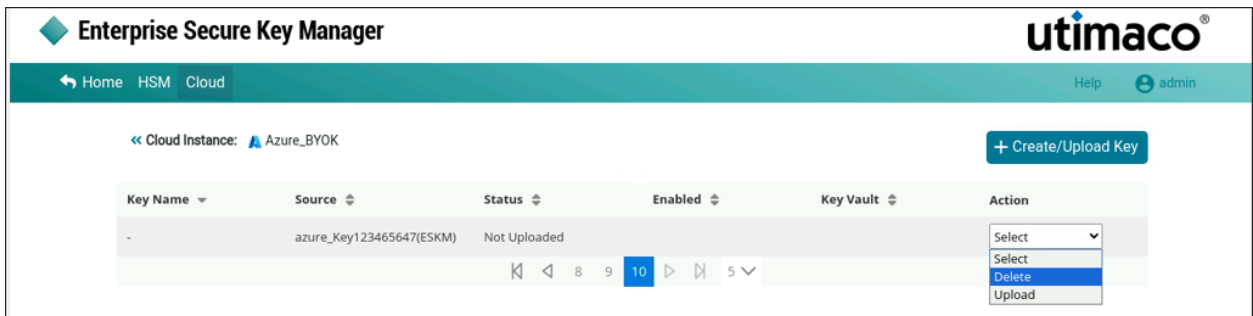 Enterprise Secure Key Manager
utimaco®
Home HSM Cloud Help admin
« Cloud Instance: Azure_BYOK
+ Create/Upload Key
Key Name Source Status Enabled Key Vault Action
- azure_Key123465647(ESKM) Not Uploaded Select
Select
Delete
Upload
8 9 10 5